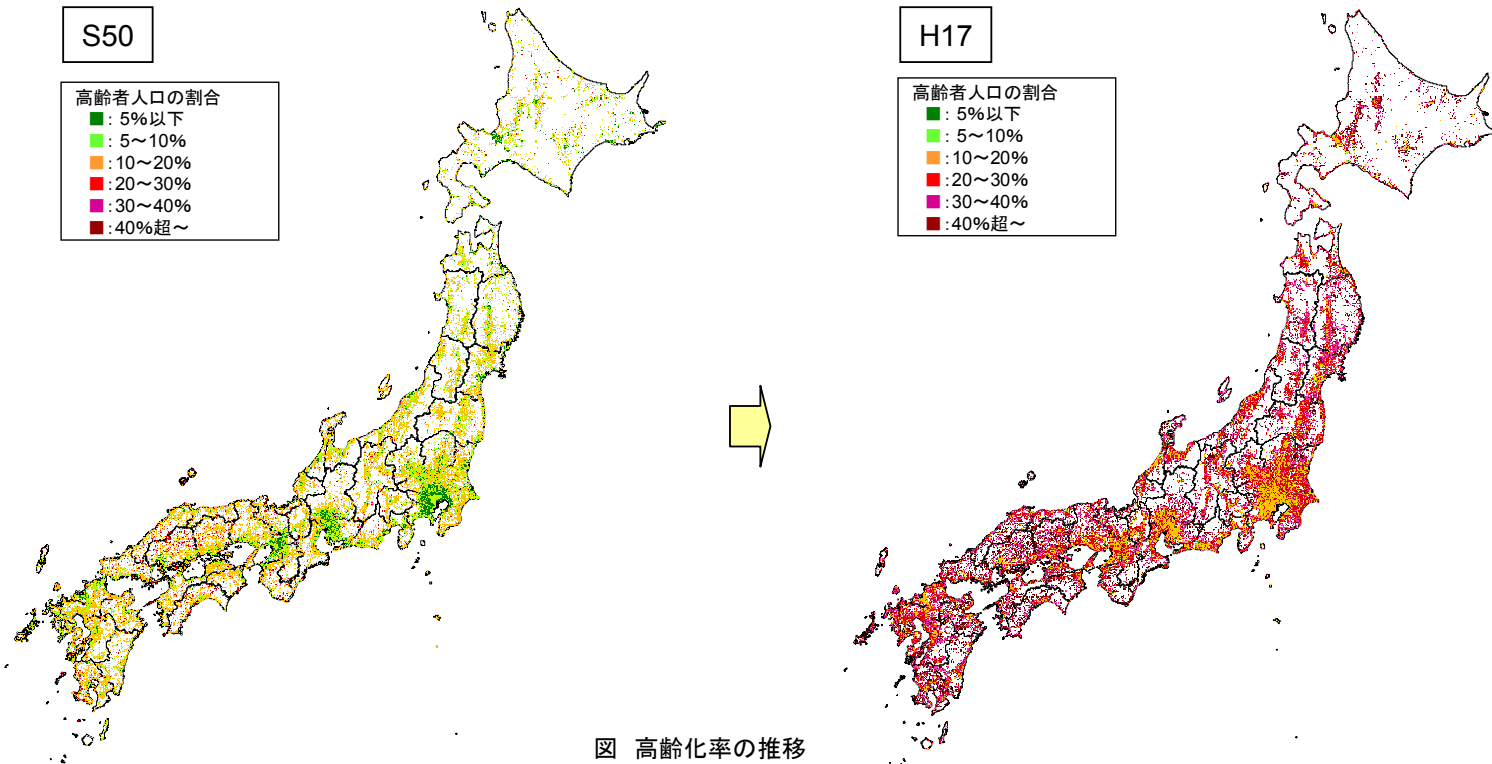 S50
高齢者人口の割合
■：5%以下
■：5～10%
■：10～20%
■：20～30%
■：30～40%
■：40%超～
H17
高齢者人口の割合
■：5%以下
■：5～10%
■：10～20%
■：20～30%
■：30～40%
■：40%超～
図 高齢化率の推移